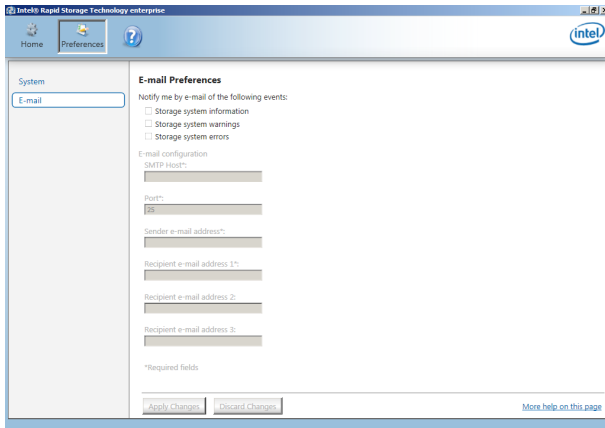 Intel® Rapid Storage Technology enterprise
Home
Preferences
?
intel
System
E-mail
E-mail Preferences
Notify me by e-mail of the following events:
Storage system information
Storage system warnings
Storage system errors
E-mail configuration
SMTP Host*:
Port*:
25
Sender e-mail address*:
Recipient e-mail address 1*:
Recipient e-mail address 2:
Recipient e-mail address 3:
*Required fields
Apply Changes
Discard Changes
More help on this page